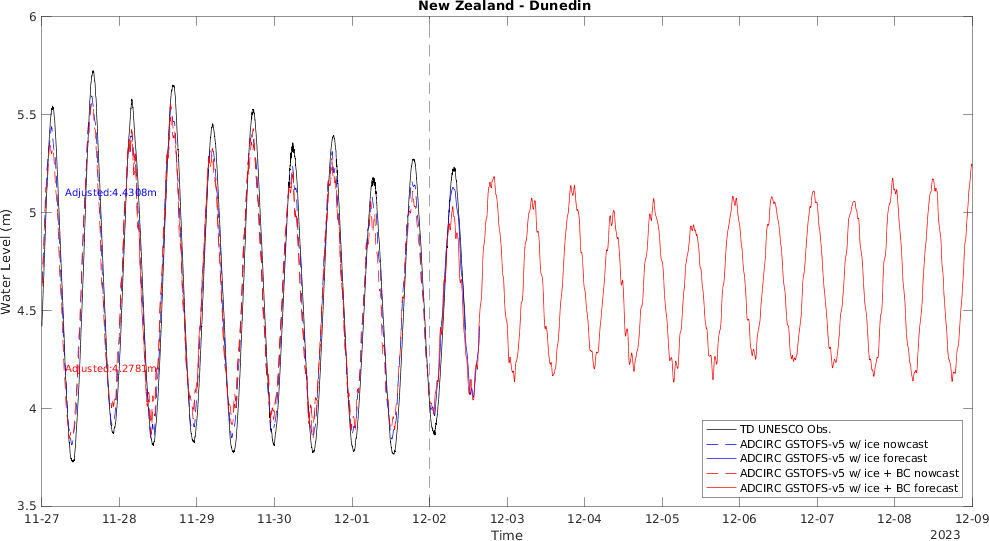 New Zealand - Dunedin
Water Level (m)
6
5.5
5
4.5
4
3.5
Adjusted:4.4308m
Adjusted:4.2781m
TD UNESCO Obs.
ADCIRC GSTOFS-v5 w/ ice nowcast
ADCIRC GSTOFS-v5 w/ ice forecast
ADCIRC GSTOFS-v5 w/ ice + BC nowcast
ADCIRC GSTOFS-v5 w/ ice + BC forecast
11-27 11-28 11-29 11-30 12-01 12-02 12-03 12-04 12-05 12-06 12-07 12-08 12-09
Time
2023